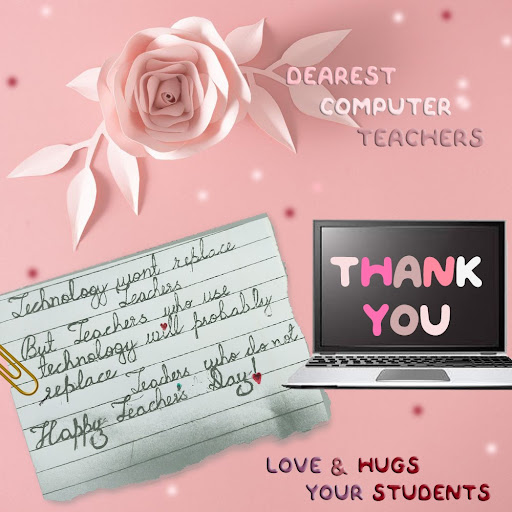 DEAREST
COMPUTER
TEACHERS
Technology wont replace
teachers
But Teachers who use
technology will probably
replace Teachers who do not
Happy Teachers Day!
THANK
YOU
LOVE & HUGS
YOUR STUDENTS